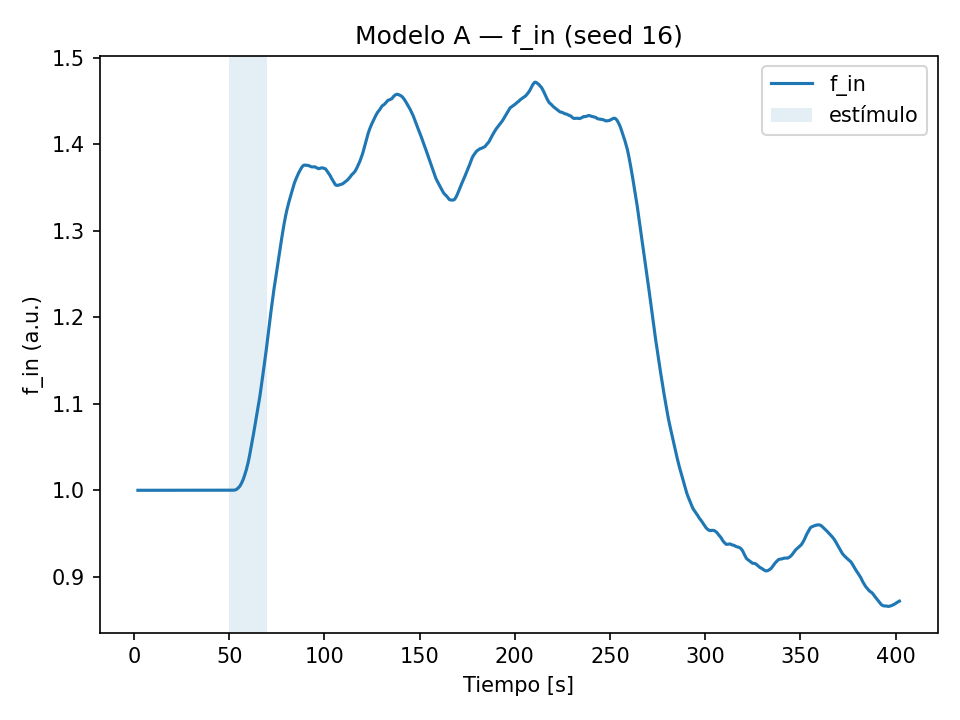 Modelo A — f_in (seed 16)
f_in
estímulo
1.5
1.4
1.3
1.2
1.1
1.0
0.9
f_in (a.u.)
0 50 100 150 200 250 300 350 400
Tiempo [s]